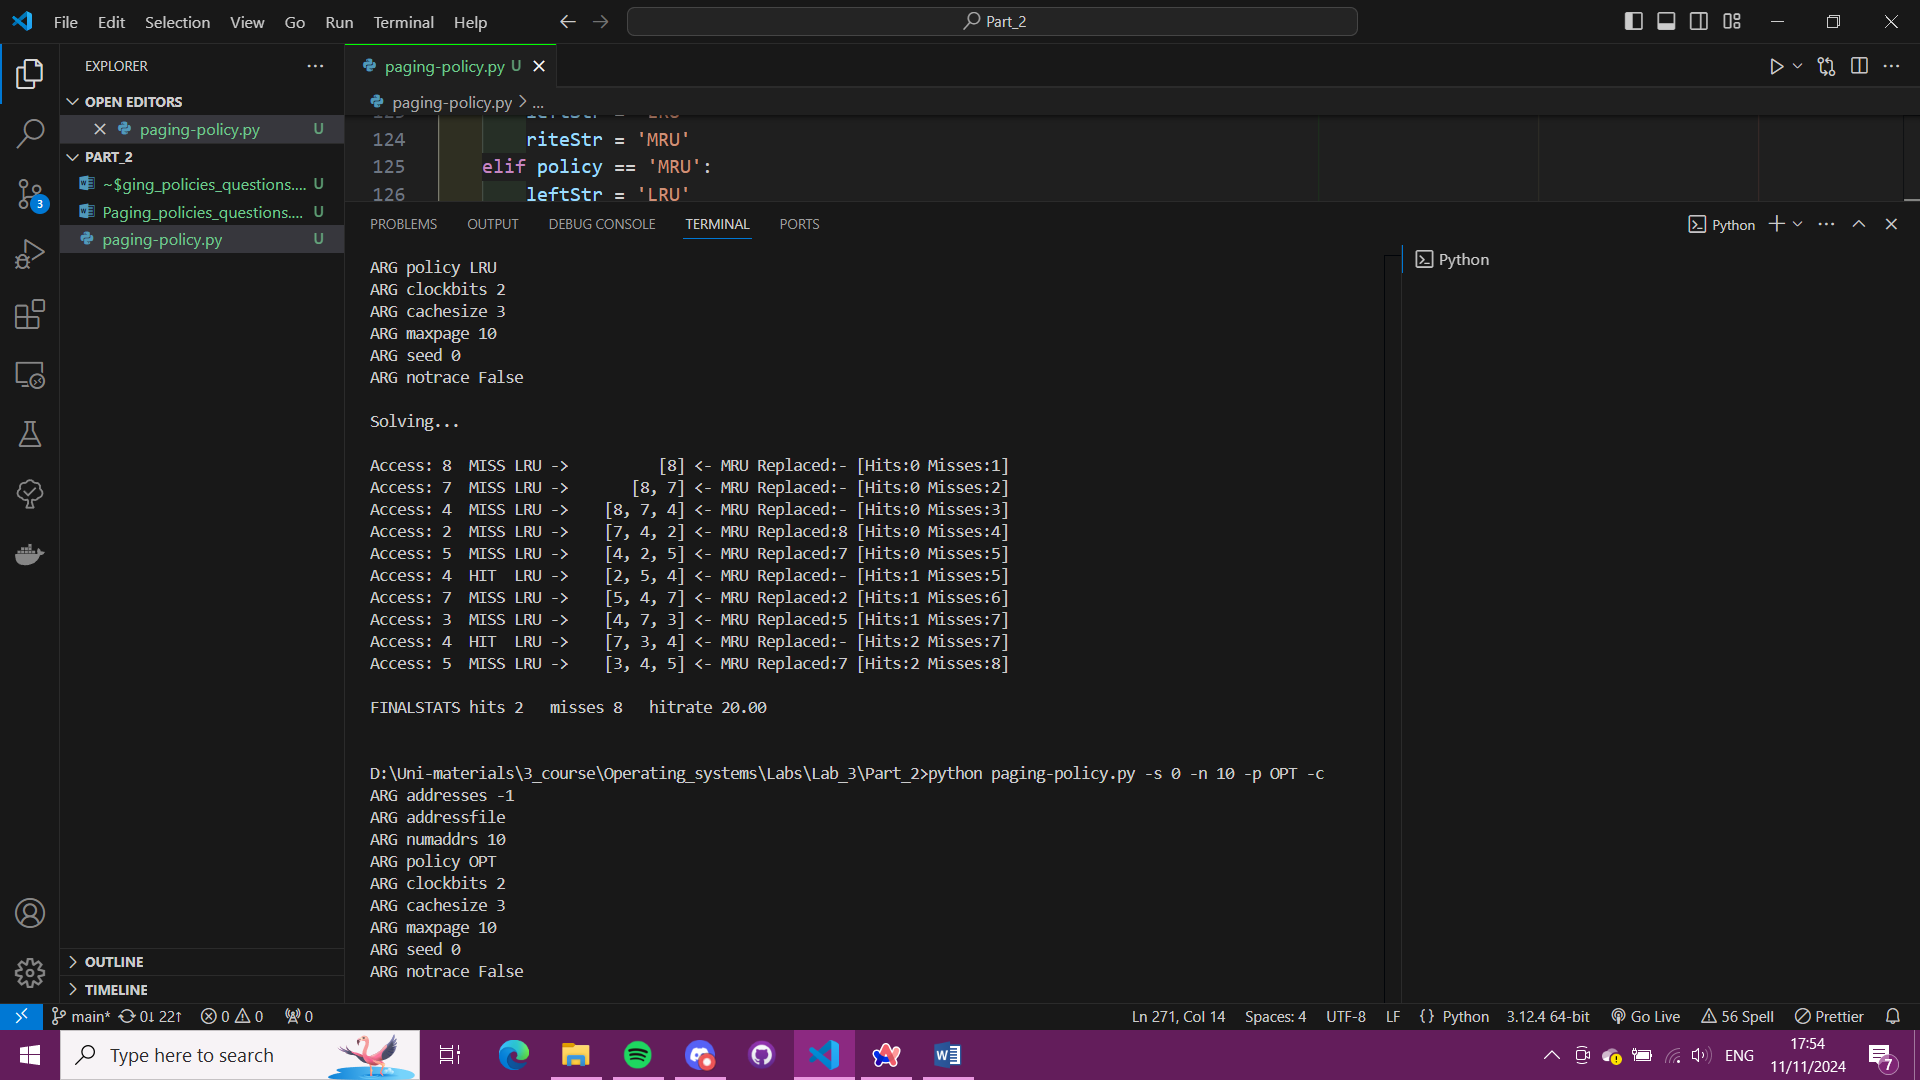 File Edit Selection View Go Run Terminal Help
Part_2
EXPLORER
OPEN EDITORS
paging-policy.py U
PART_2
~$ging_policies_questions.... U
Paging_policies_questions.... U
paging-policy.py U
OUTLINE
TIMELINE
3
paging-policy.py U
paging-policy.py > ...
124 riteStr = 'MRU'
125 elif policy == 'MRU':
126 leftStr = 'LRU'
PROBLEMS OUTPUT DEBUG CONSOLE TERMINAL PORTS
Python
Python
ARG policy LRU
ARG clockbits 2
ARG cachesize 3
ARG maxpage 10
ARG seed 0
ARG notrace False
Solving...
Access: 8  MISS LRU ->          [8] <- MRU Replaced:- [Hits:0 Misses:1]
Access: 7  MISS LRU ->       [8, 7] <- MRU Replaced:- [Hits:0 Misses:2]
Access: 4  MISS LRU ->    [8, 7, 4] <- MRU Replaced:- [Hits:0 Misses:3]
Access: 2  MISS LRU ->    [7, 4, 2] <- MRU Replaced:8 [Hits:0 Misses:4]
Access: 5  MISS LRU ->    [4, 2, 5] <- MRU Replaced:7 [Hits:0 Misses:5]
Access: 4  HIT  LRU ->    [2, 5, 4] <- MRU Replaced:- [Hits:1 Misses:5]
Access: 7  MISS LRU ->    [5, 4, 7] <- MRU Replaced:2 [Hits:1 Misses:6]
Access: 3  MISS LRU ->    [4, 7, 3] <- MRU Replaced:5 [Hits:1 Misses:7]
Access: 4  HIT  LRU ->    [7, 3, 4] <- MRU Replaced:- [Hits:2 Misses:7]
Access: 5  MISS LRU ->    [3, 4, 5] <- MRU Replaced:7 [Hits:2 Misses:8]
FINALSTATS hits 2   misses 8   hitrate 20.00
D:\Uni-materials\3_course\Operating_systems\Labs\Lab_3\Part_2>python paging-policy.py -s 0 -n 10 -p OPT -c
ARG addresses -1
ARG addressfile
ARG numaddrs 10
ARG policy OPT
ARG clockbits 2
ARG cachesize 3
ARG maxpage 10
ARG seed 0
ARG notrace False
main* 0↓ 22↑ 0 0 0
Ln 271, Col 14 Spaces: 4 UTF-8 LF {} Python 3.12.4 64-bit Go Live 56 Spell Prettier
Type here to search
ENG
17:54
11/11/2024
7